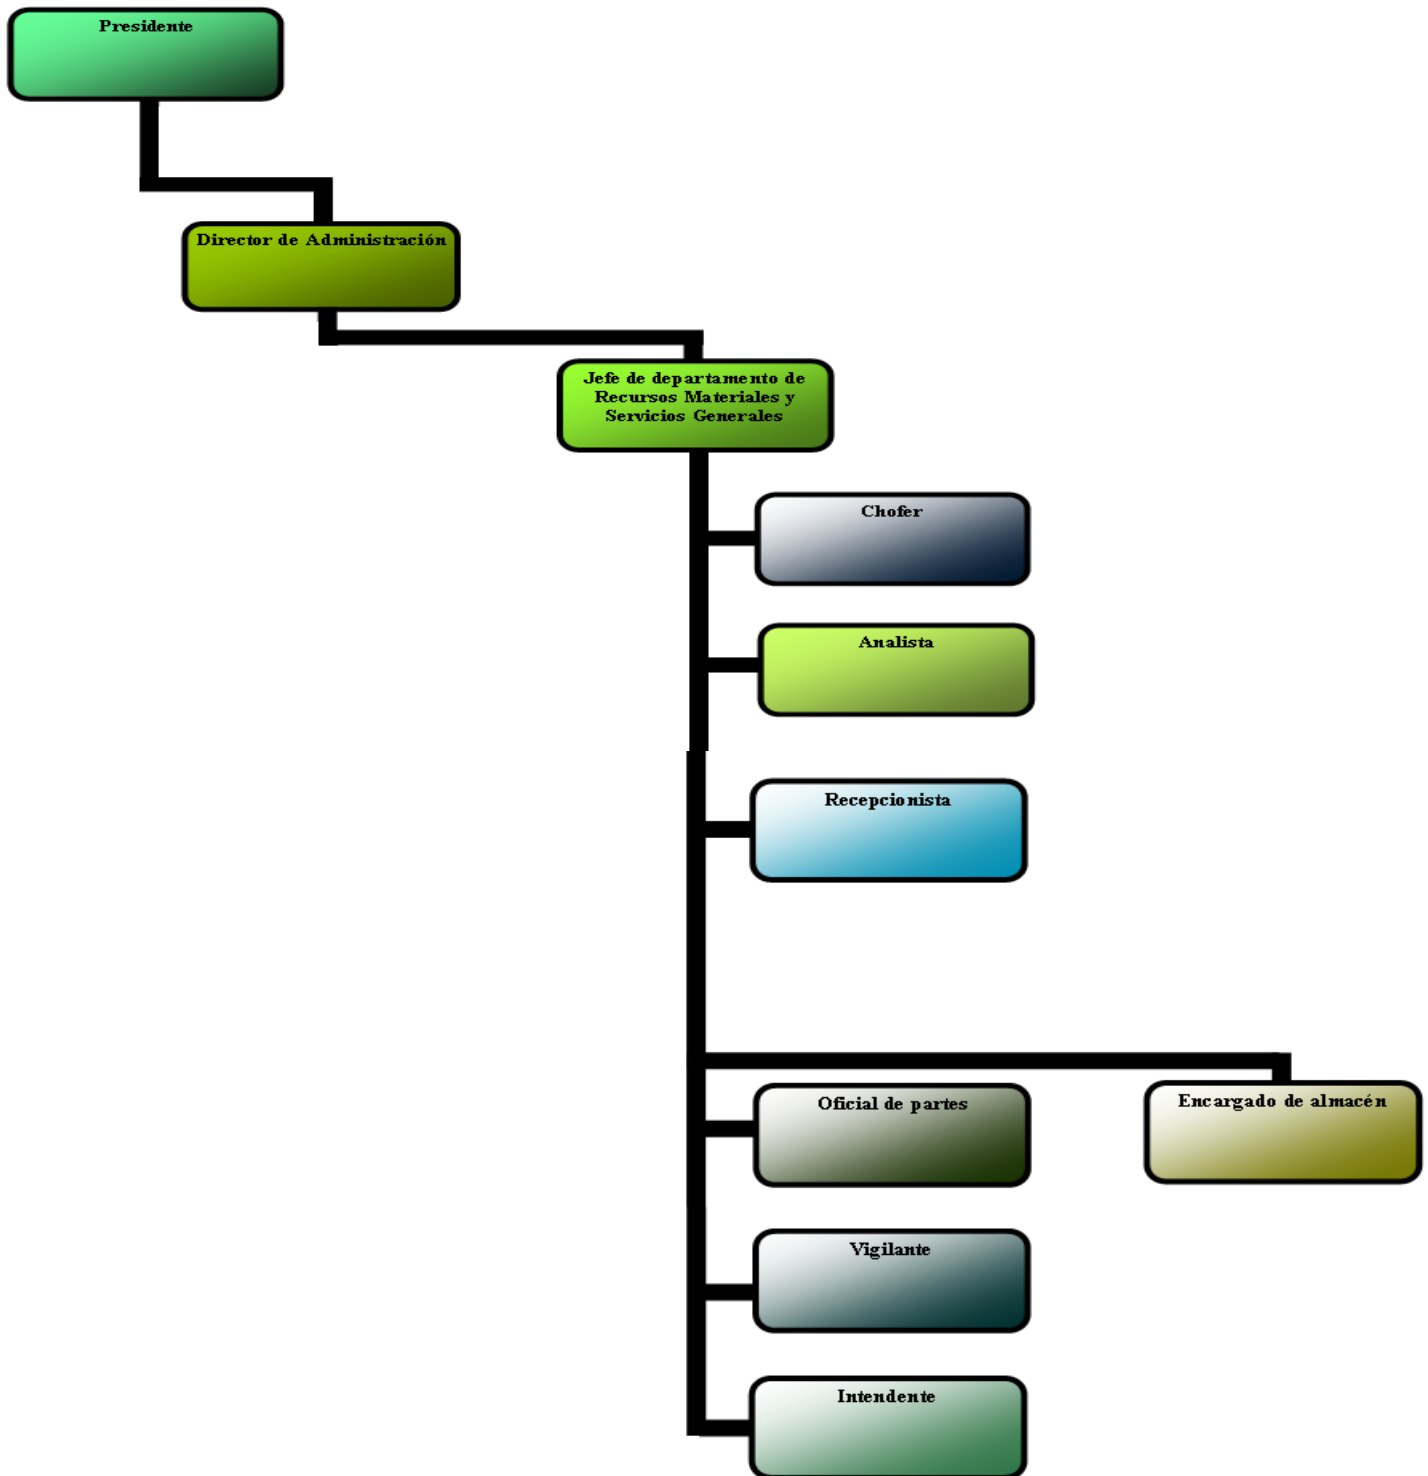 Presidente
Director de Administración
Jefe de departamento de
Recursos Materiales y
Servicios Generales
Chofer
Analista
Recepcionista
Oficial de partes
Encargado de almacén
Vigilante
Intendente